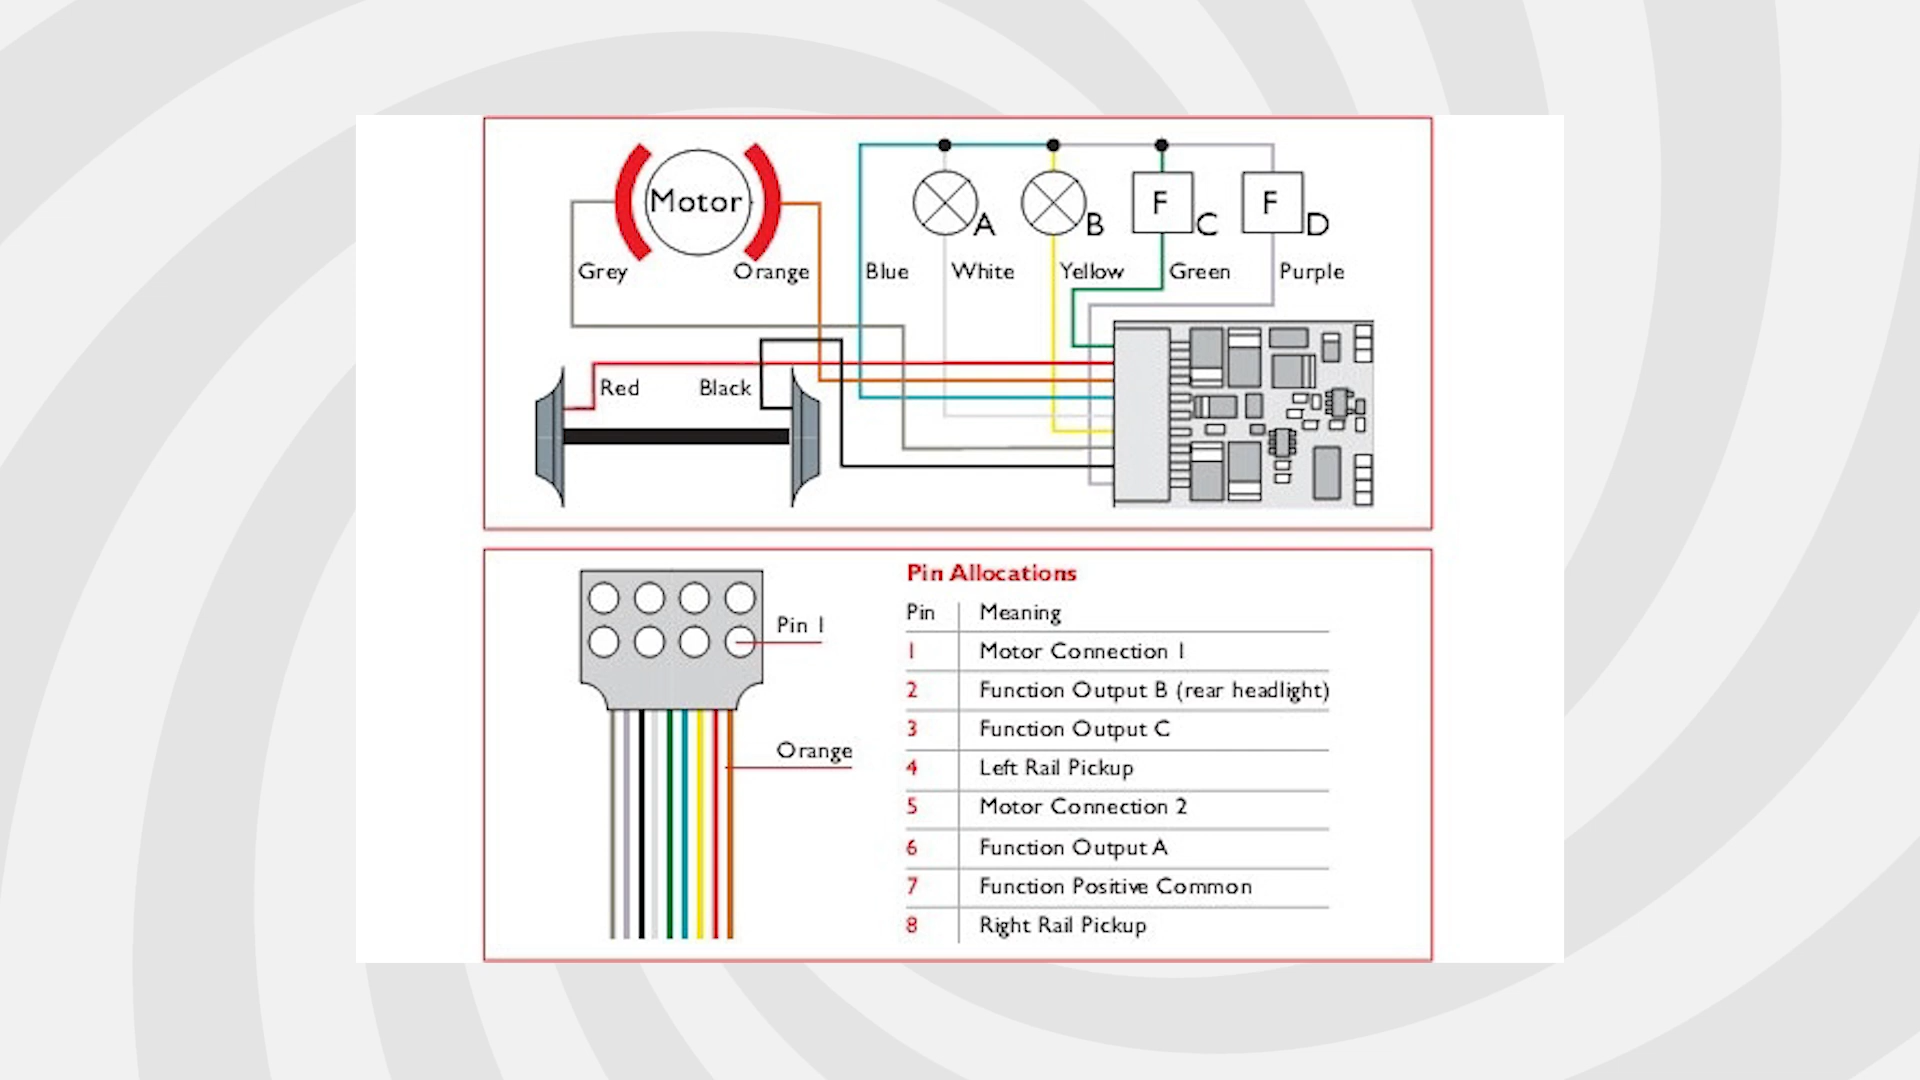 Motor
A
B
F
C
F
D
Grey
Orange
Blue
White
Yellow
Green
Purple
Red
Black
Pin 1
Orange
Pin Allocations
Pin Meaning
1 Motor Connection 1
2 Function Output B (rear headlight)
3 Function Output C
4 Left Rail Pickup
5 Motor Connection 2
6 Function Output A
7 Function Positive Common
8 Right Rail Pickup